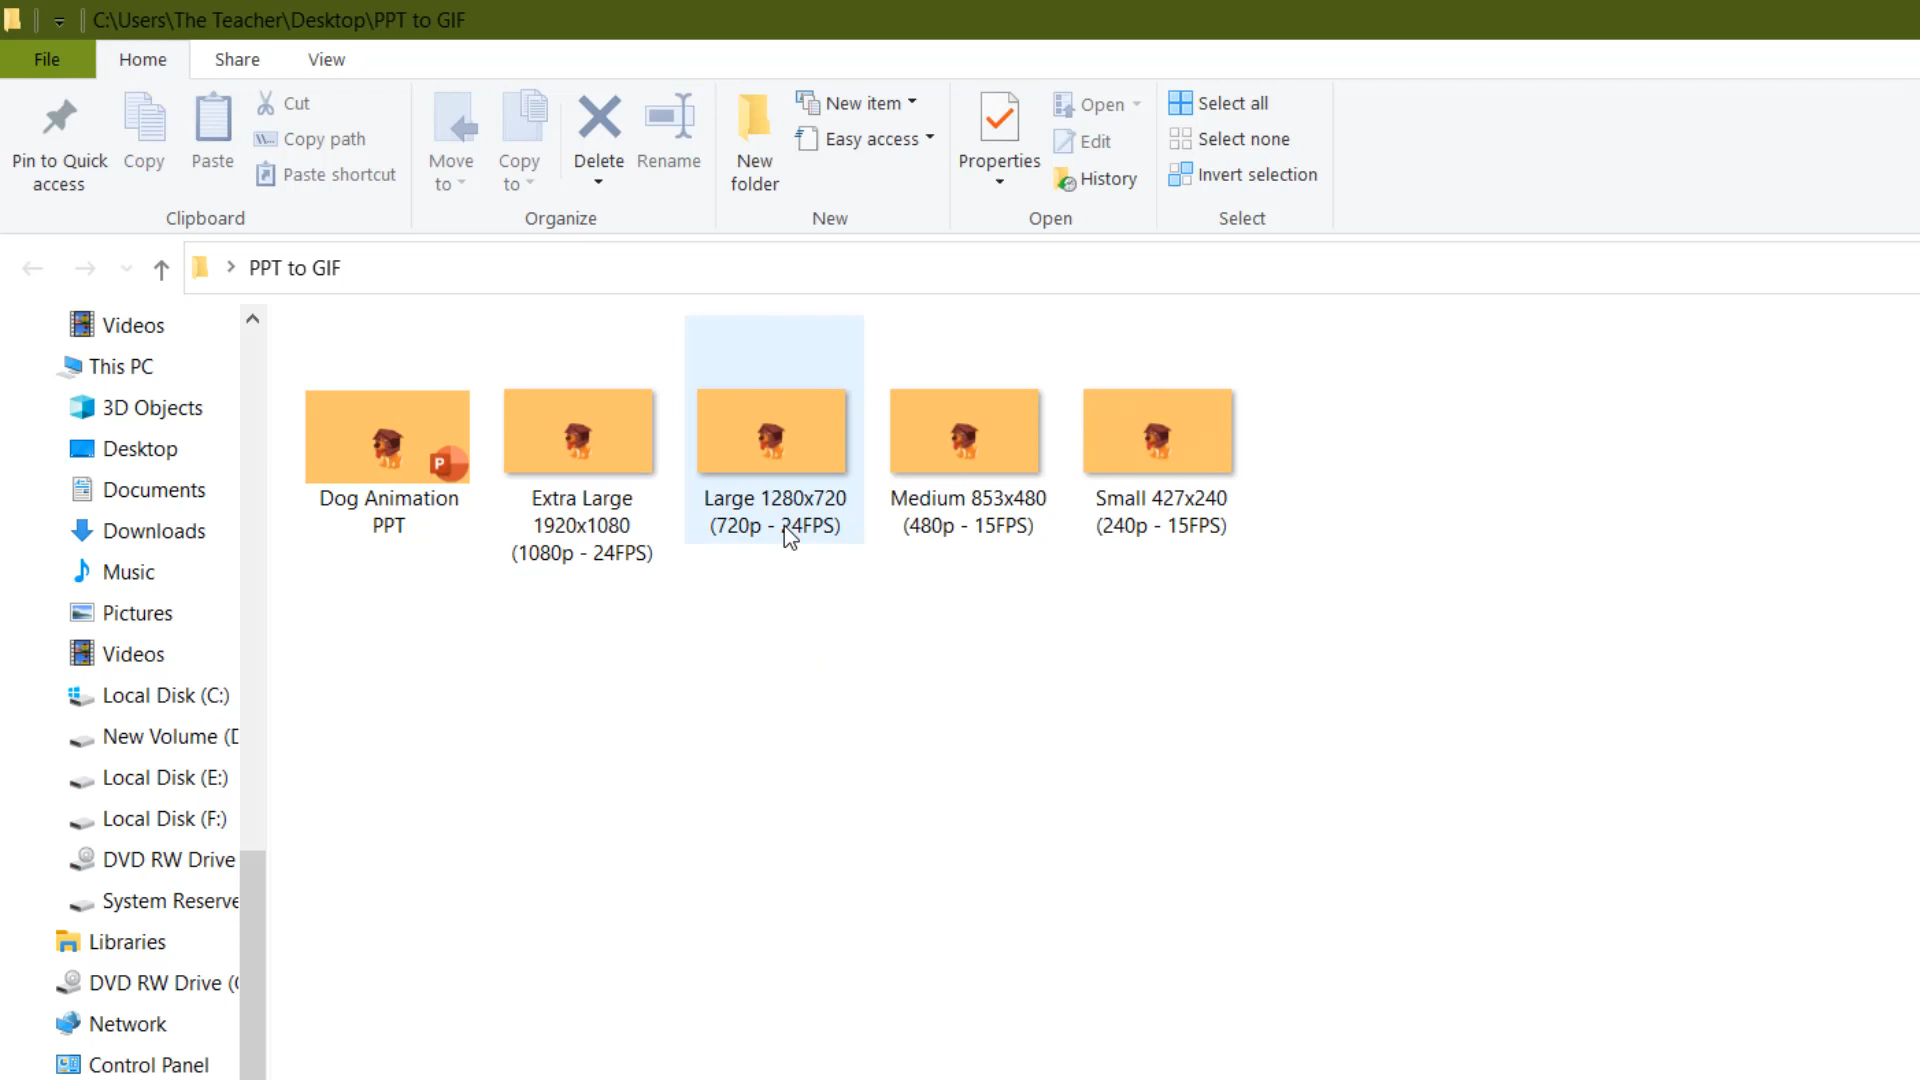 C:\Users\The Teacher\Desktop\PPT to GIF
File Home Share View
Pin to Quick access
Copy
Paste
Cut
Copy path
Paste shortcut
Clipboard
Move to
Copy to
Delete
Rename
Organize
New folder
New item
Easy access
New
Properties
Open
Edit
History
Open
Select all
Select none
Invert selection
Select
PPT to GIF
Videos
This PC
3D Objects
Desktop
Documents
Downloads
Music
Pictures
Videos
Local Disk (C:)
New Volume (D
Local Disk (E:)
Local Disk (F:)
DVD RW Drive
System Reserve
Libraries
DVD RW Drive (
Network
Control Panel
P
Dog Animation
PPT
Extra Large
1920x1080
(1080p - 24FPS)
Large 1280x720
(720p - 24FPS)
Medium 853x480
(480p - 15FPS)
Small 427x240
(240p - 15FPS)